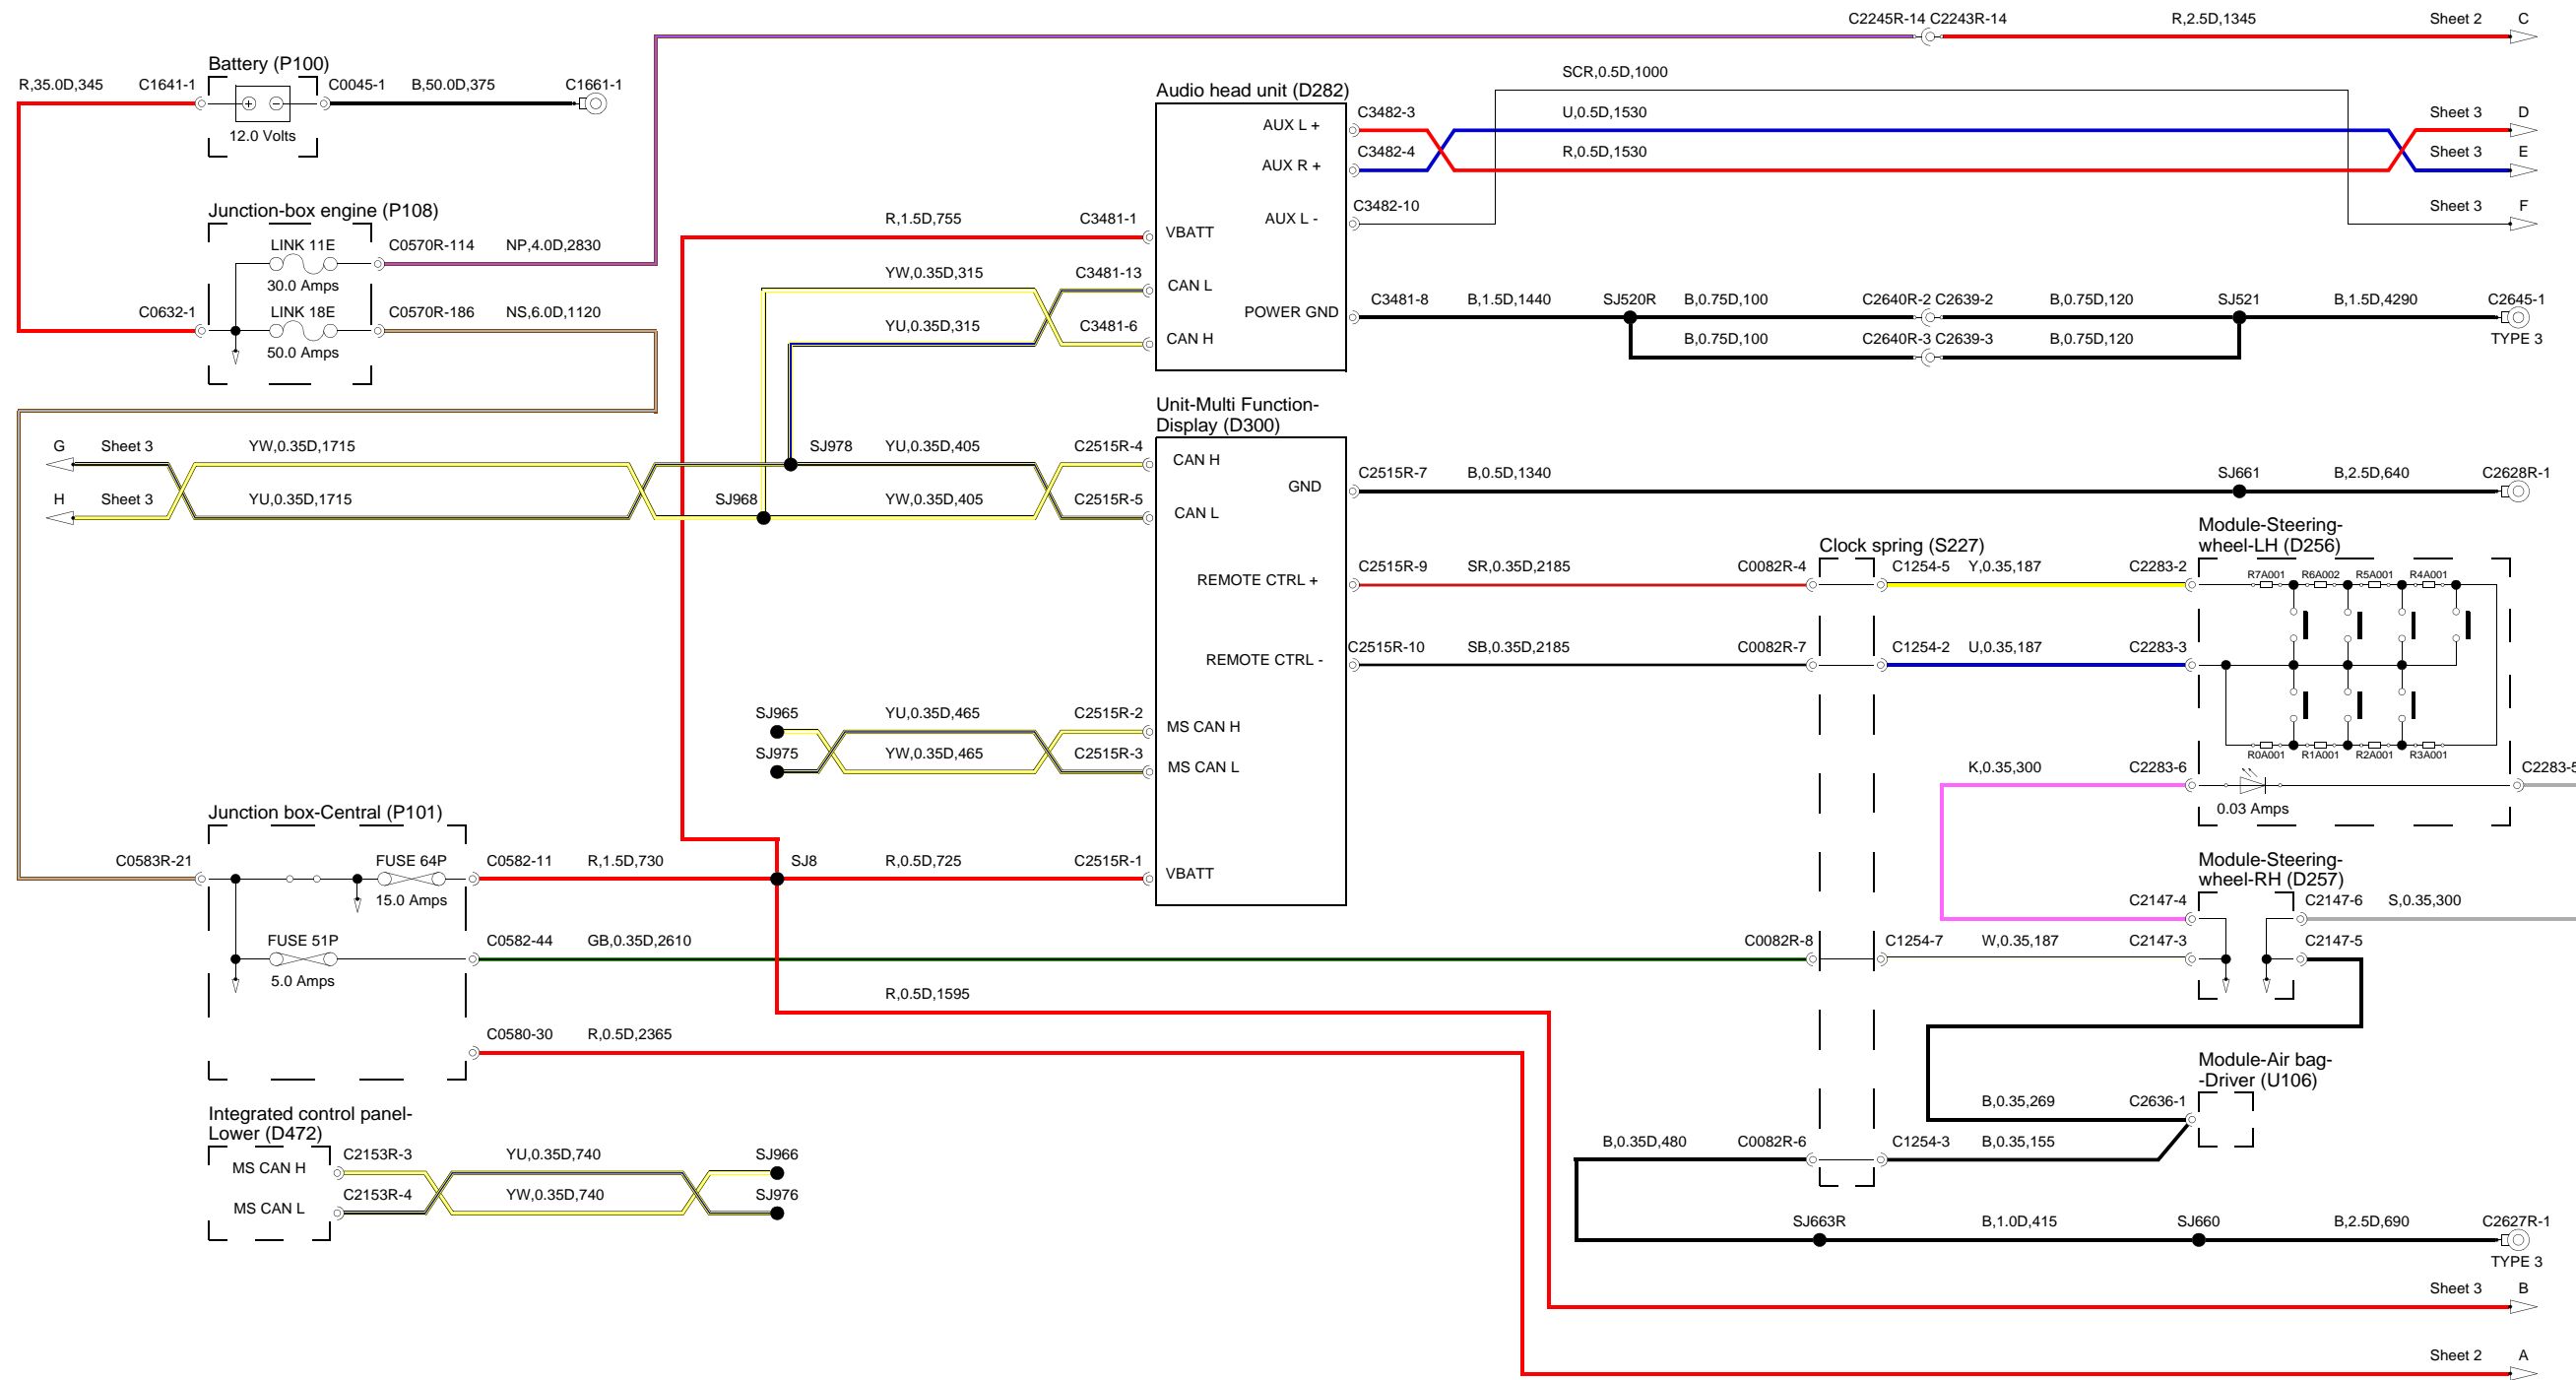 C2245R-14 C2243R-14 R,2.5D,1345 Sheet 2 C
Battery (P100)
R,35.0D,345 C1641-1 C0045-1 B,50.0D,375 C1661-1
12.0 Volts
Audio head unit (D282)
SCR,0.5D,1000
AUX L + C3482-3 U,0.5D,1530 Sheet 3 D
AUX R + C3482-4 R,0.5D,1530 Sheet 3 E
AUX L - C3482-10 Sheet 3 F
Junction-box engine (P108)
LINK 11E C0570R-114 NP,4.0D,2830
30.0 Amps
C0632-1 LINK 18E C0570R-186 NS,6.0D,1120
50.0 Amps
R,1.5D,755 C3481-1 VBATT
YW,0.35D,315 C3481-13 CAN L
YU,0.35D,315 C3481-6 CAN H
POWER GND C3481-8 B,1.5D,1440 SJ520R B,0.75D,100 C2640R-2 C2639-2 B,0.75D,120 SJ521 B,1.5D,4290 C2645-1
B,0.75D,100 C2640R-3 C2639-3 B,0.75D,120 TYPE 3
Unit-Multi Function-
Display (D300)
G Sheet 3 YW,0.35D,1715 SJ978 YU,0.35D,405 C2515R-4 CAN H
H Sheet 3 YU,0.35D,1715 SJ968 YW,0.35D,405 C2515R-5 CAN L
GND C2515R-7 B,0.5D,1340 SJ661 B,2.5D,640 C2628R-1
Clock spring (S227)
Module-Steering-
wheel-LH (D256)
REMOTE CTRL + C2515R-9 SR,0.35D,2185 C0082R-4 C1254-5 Y,0.35,187 C2283-2
R7A001 R6A002 R5A001 R4A001
REMOTE CTRL - C2515R-10 SB,0.35D,2185 C0082R-7 C1254-2 U,0.35,187 C2283-3
R0A001 R1A001 R2A001 R3A001
SJ965 YU,0.35D,465 C2515R-2 MS CAN H
SJ975 YW,0.35D,465 C2515R-3 MS CAN L
K,0.35,300 C2283-6 C2283-5
0.03 Amps
Junction box-Central (P101)
C0583R-21 FUSE 64P C0582-11 R,1.5D,730 SJ8 R,0.5D,725 C2515R-1 VBATT
15.0 Amps
Module-Steering-
wheel-RH (D257)
C2147-4 C2147-6 S,0.35,300
FUSE 51P C0582-44 GB,0.35D,2610 C0082R-8 C1254-7 W,0.35,187 C2147-3 C2147-5
5.0 Amps
R,0.5D,1595
C0580-30 R,0.5D,2365
Module-Air bag-
-Driver (U106)
B,0.35,269 C2636-1
B,0.35D,480 C0082R-6 C1254-3 B,0.35,155
Integrated control panel-
Lower (D472)
MS CAN H C2153R-3 YU,0.35D,740 SJ966
MS CAN L C2153R-4 YW,0.35D,740 SJ976
SJ663R B,1.0D,415 SJ660 B,2.5D,690 C2627R-1
TYPE 3
Sheet 3 B
Sheet 2 A